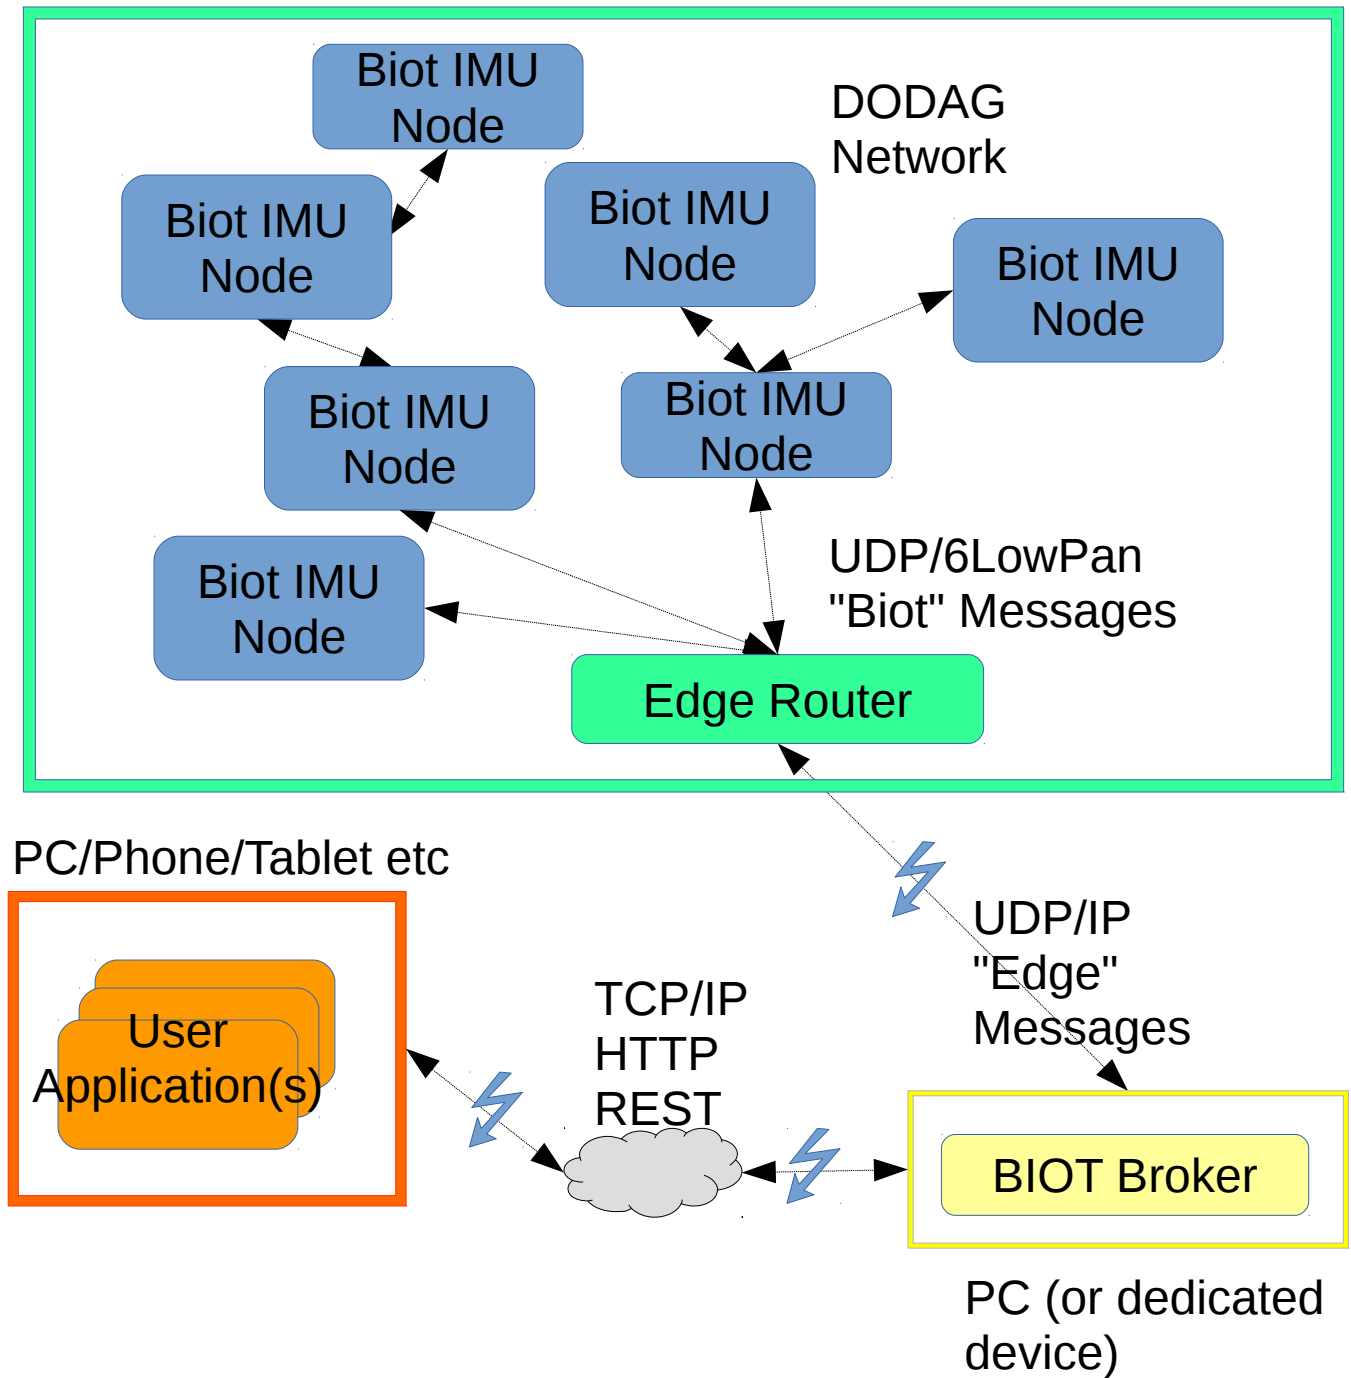 Biot IMU
Node
DODAG
Network
Biot IMU
Node
Biot IMU
Node
Biot IMU
Node
Biot IMU
Node
Biot IMU
Node
Biot IMU
Node
UDP/6LowPan
"Biot" Messages
Edge Router
PC/Phone/Tablet etc
UDP/IP
"Edge"
Messages
User
Application(s)
TCP/IP
HTTP
REST
BIOT Broker
PC (or dedicated
device)